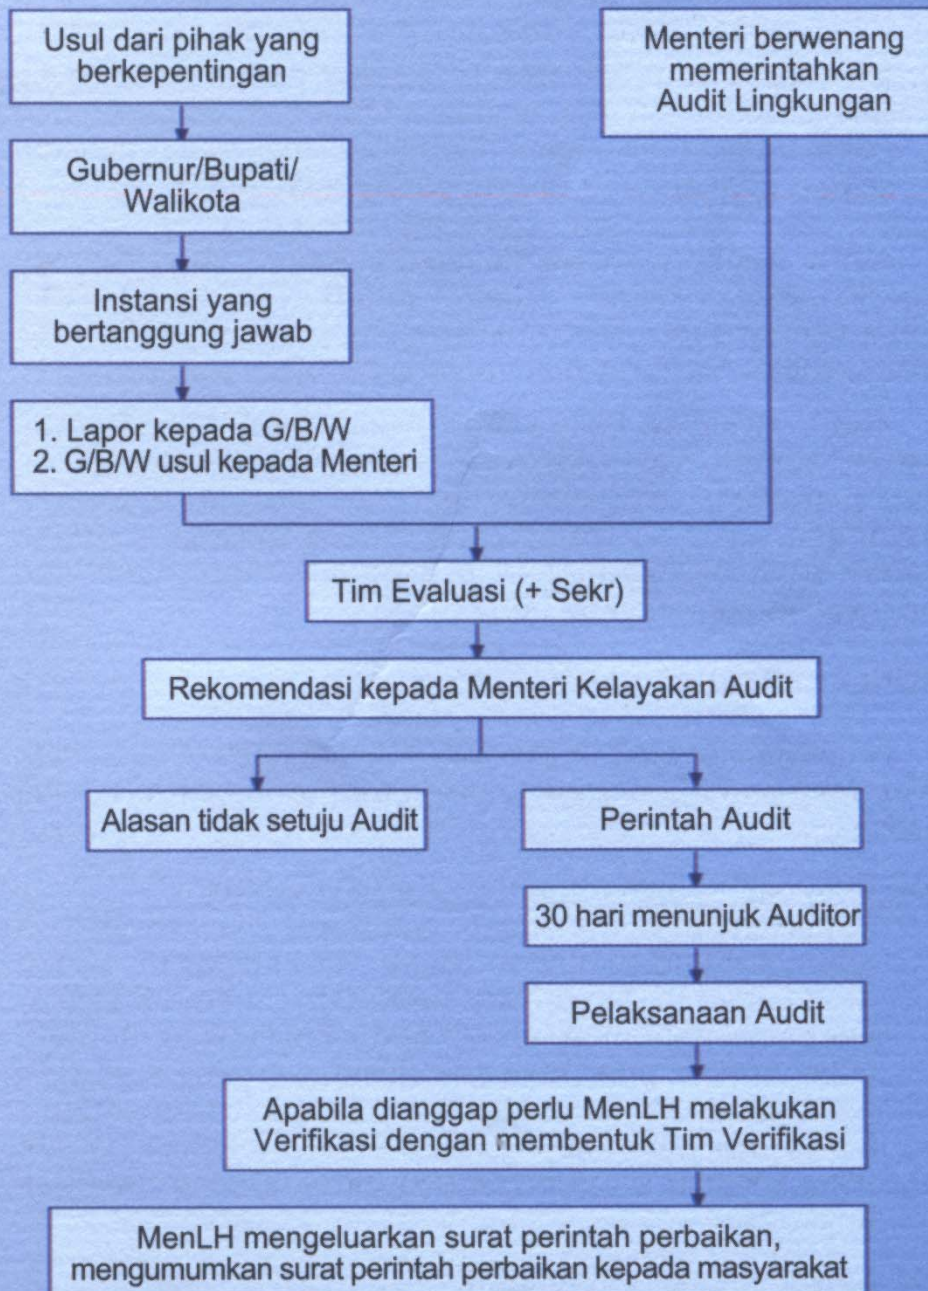 Usul dari pihak yang
berkepentingan
Menteri berwenang
memerintahkan
Audit Lingkungan
Gubernur/Bupati/
Walikota
Instansi yang
bertanggung jawab
1. Lapor kepada G/B/W
2. G/B/W usul kepada Menteri
Tim Evaluasi (+ Sekr)
Rekomendasi kepada Menteri Kelayakan Audit
Alasan tidak setuju Audit
Perintah Audit
30 hari menunjuk Auditor
Pelaksanaan Audit
Apabila dianggap perlu MenLH melakukan
Verifikasi dengan membentuk Tim Verifikasi
MenLH mengeluarkan surat perintah perbaikan,
mengumumkan surat perintah perbaikan kepada masyarakat